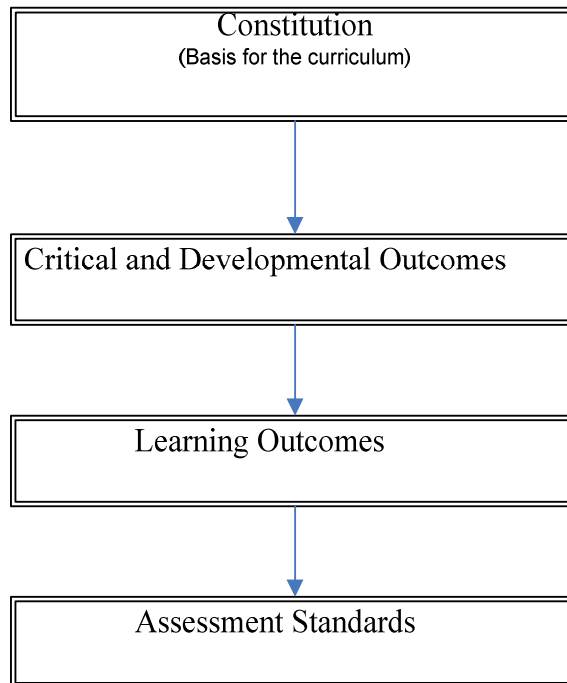 Constitution
(Basis for the curriculum)
Critical and Developmental Outcomes
Learning Outcomes
Assessment Standards